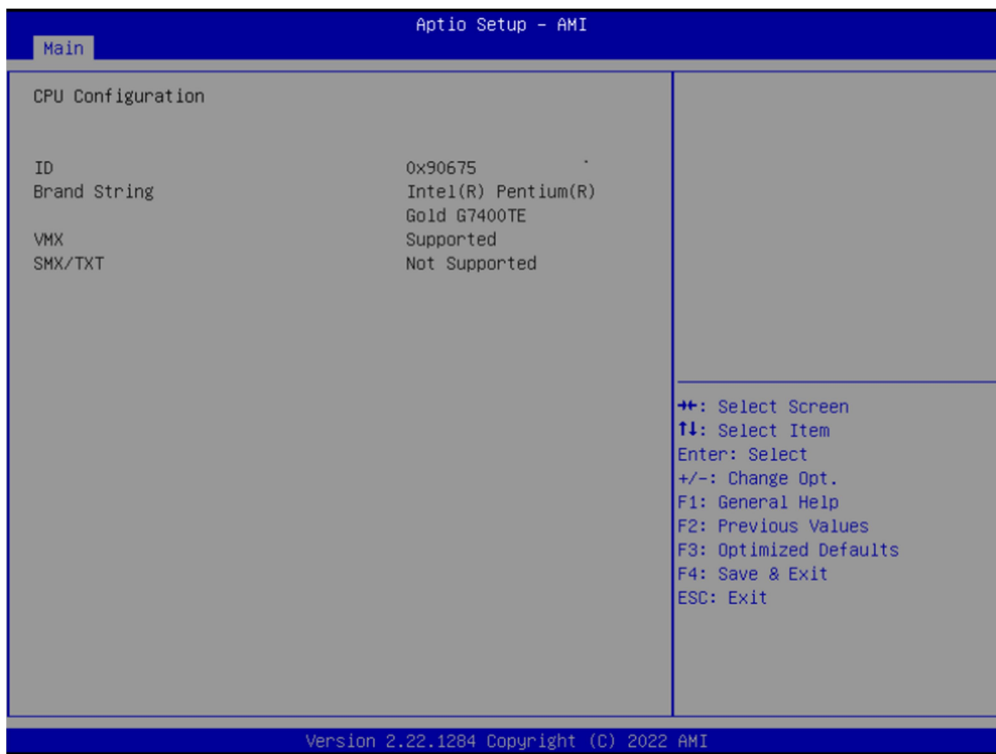 Aptio Setup – AMI
Main
CPU Configuration
ID 0x90675
Brand String Intel(R) Pentium(R)
Gold G7400TE
VMX Supported
SMX/TXT Not Supported
→←: Select Screen
↑↓: Select Item
Enter: Select
+/-: Change Opt.
F1: General Help
F2: Previous Values
F3: Optimized Defaults
F4: Save & Exit
ESC: Exit
Version 2.22.1284 Copyright (C) 2022 AMI